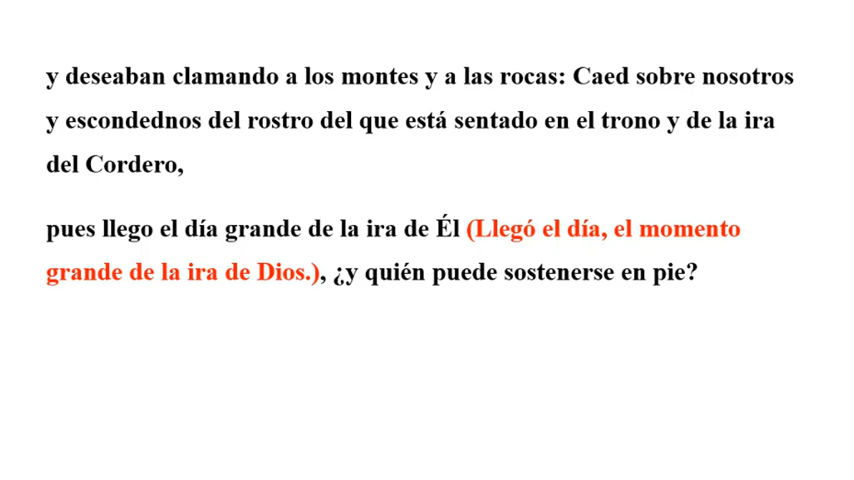 y deseaban clamando a los montes y a las rocas: Caed sobre nosotros
y escondednos del rostro del que está sentado en el trono y de la ira
del Cordero,
pues llego el día grande de la ira de Él (Llegó el día, el momento
grande de la ira de Dios.), ¿y quién puede sostenerse en pie?